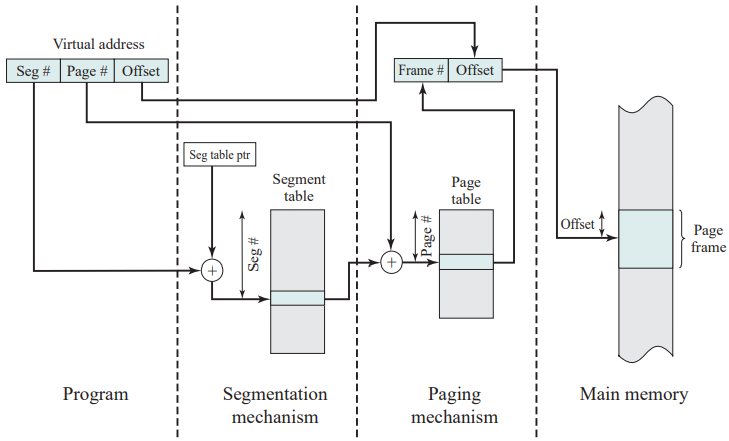 Virtual address
Seg # Page # Offset
Frame # Offset
Seg table ptr
Segment
table
Seg #
+
Page
table
Page #
+
Offset
Page
frame
Program
Segmentation
mechanism
Paging
mechanism
Main memory